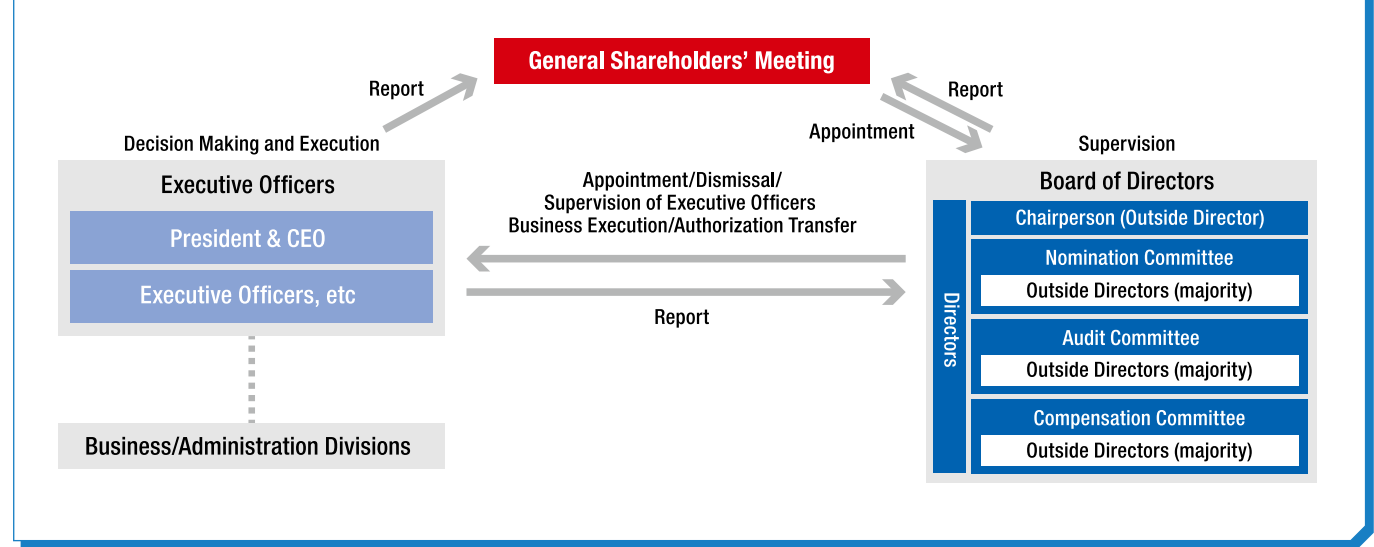 General Shareholders’ Meeting
Report
Report
Appointment
Decision Making and Execution
Executive Officers
President & CEO
Executive Officers, etc
Business/Administration Divisions
Appointment/Dismissal/
Supervision of Executive Officers
Business Execution/Authorization Transfer
Report
Supervision
Board of Directors
Directors
Chairperson (Outside Director)
Nomination Committee
Outside Directors (majority)
Audit Committee
Outside Directors (majority)
Compensation Committee
Outside Directors (majority)